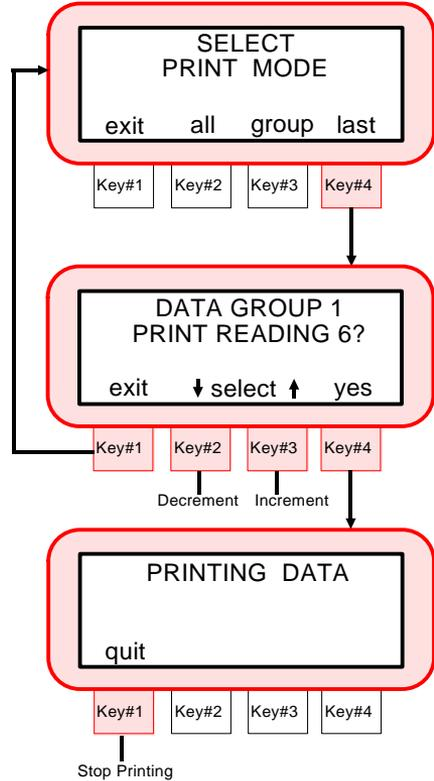 SELECT
PRINT MODE
exit all group last
Key#1 Key#2 Key#3 Key#4
DATA GROUP 1
PRINT READING 6?
exit select yes
Key#1 Key#2 Key#3 Key#4
Decrement Increment
PRINTING DATA
quit
Key#1 Key#2 Key#3 Key#4
Stop Printing